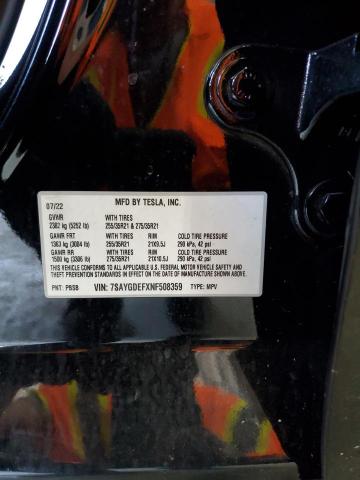 07/22 MFD BY TESLA, INC.
GVWR WITH TIRES
2382 kg (5252 lb) 255/35R21 & 275/35R21
GAWR FRT WITH TIRES RIM COLD TIRE PRESSURE
1363 kg (3004 lb) 255/35R21 21X9.5J 290 kPa, 42 psi
GAWR RR WITH TIRES RIM COLD TIRE PRESSURE
1500 kg (3306 lb) 275/35R21 21X10.5J 290 kPa, 42 psi
THIS VEHICLE CONFORMS TO ALL APPLICABLE U.S. FEDERAL MOTOR VEHICLE SAFETY AND
THEFT PREVENTION STANDARDS IN EFFECT ON THE DATE OF MANUFACTURE SHOWN ABOVE.
PNT: PBSB VIN: 7SAYGDEFXNF508359 TYPE: MPV